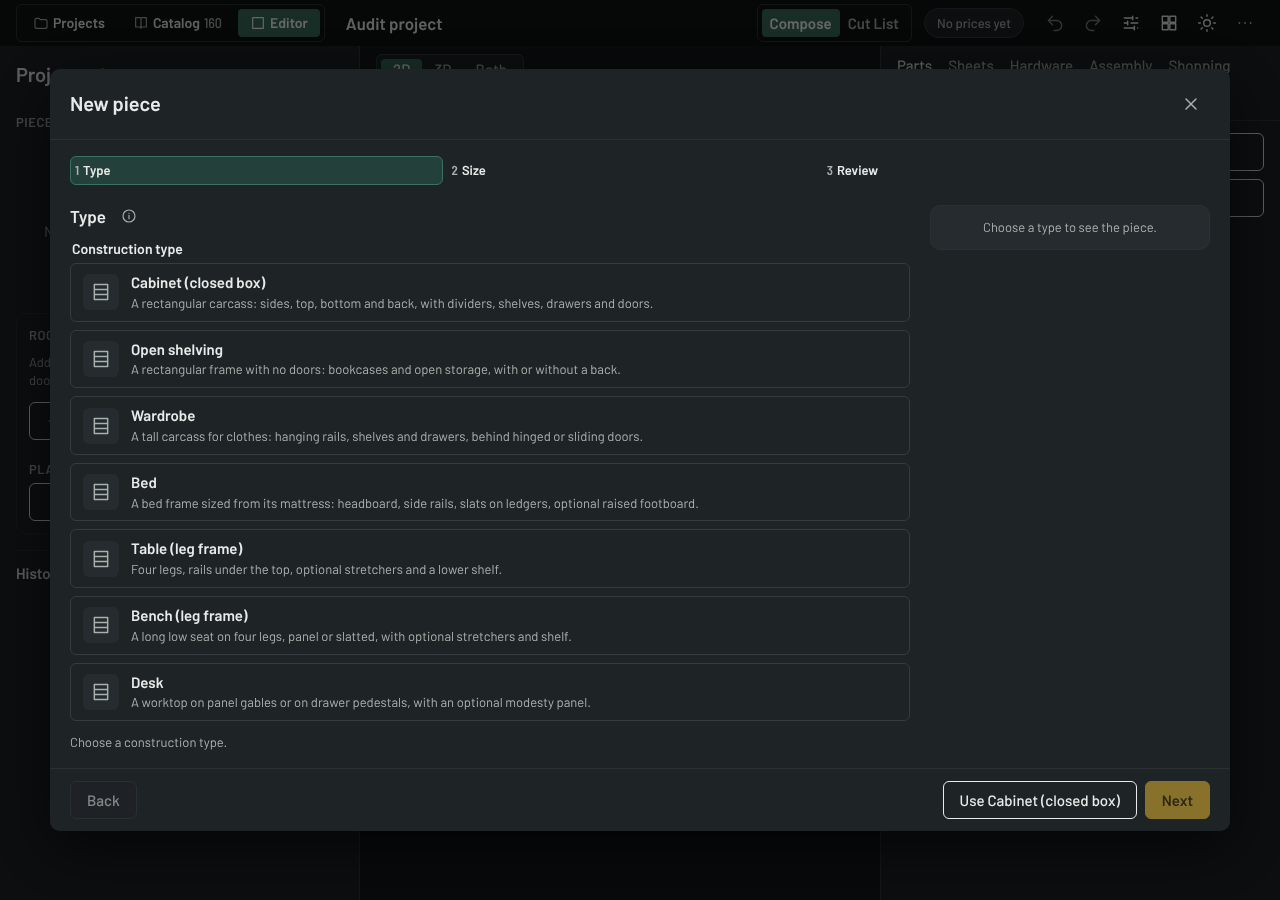 Projects Catalog 160 Editor Audit project Compose Cut List No prices yet
Parts Sheets Hardware Assembly Shopping
New piece
1 Type 2 Size 3 Review
Type
Choose a type to see the piece.
Construction type
Cabinet (closed box)
A rectangular carcass: sides, top, bottom and back, with dividers, shelves, drawers and doors.
Open shelving
A rectangular frame with no doors: bookcases and open storage, with or without a back.
Wardrobe
A tall carcass for clothes: hanging rails, shelves and drawers, behind hinged or sliding doors.
Bed
A bed frame sized from its mattress: headboard, side rails, slats on ledgers, optional raised footboard.
Table (leg frame)
Four legs, rails under the top, optional stretchers and a lower shelf.
Bench (leg frame)
A long low seat on four legs, panel or slatted, with optional stretchers and shelf.
Desk
A worktop on panel gables or on drawer pedestals, with an optional modesty panel.
Choose a construction type.
Back Use Cabinet (closed box) Next